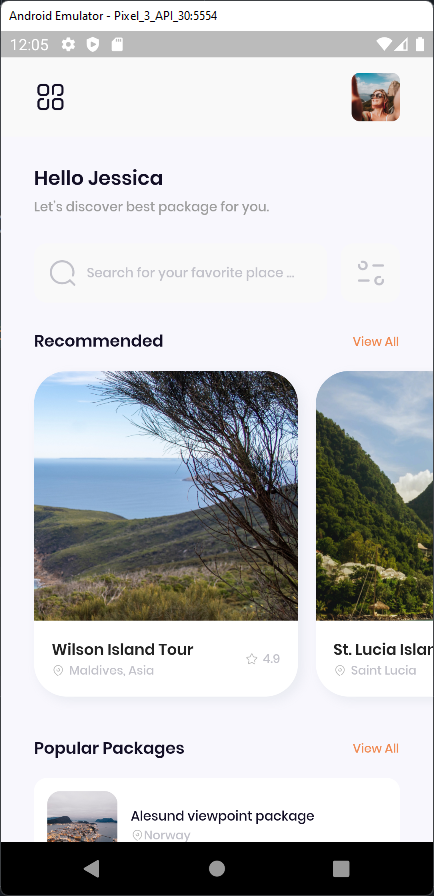 Android Emulator - Pixel_3_API_30:5554
12:05
Hello Jessica
Let's discover best package for you.
Search for your favorite place ...
Recommended
View All
Wilson Island Tour
Maldives, Asia
4.9
St. Lucia Islan
Saint Lucia
Popular Packages
View All
Alesund viewpoint package
Norway